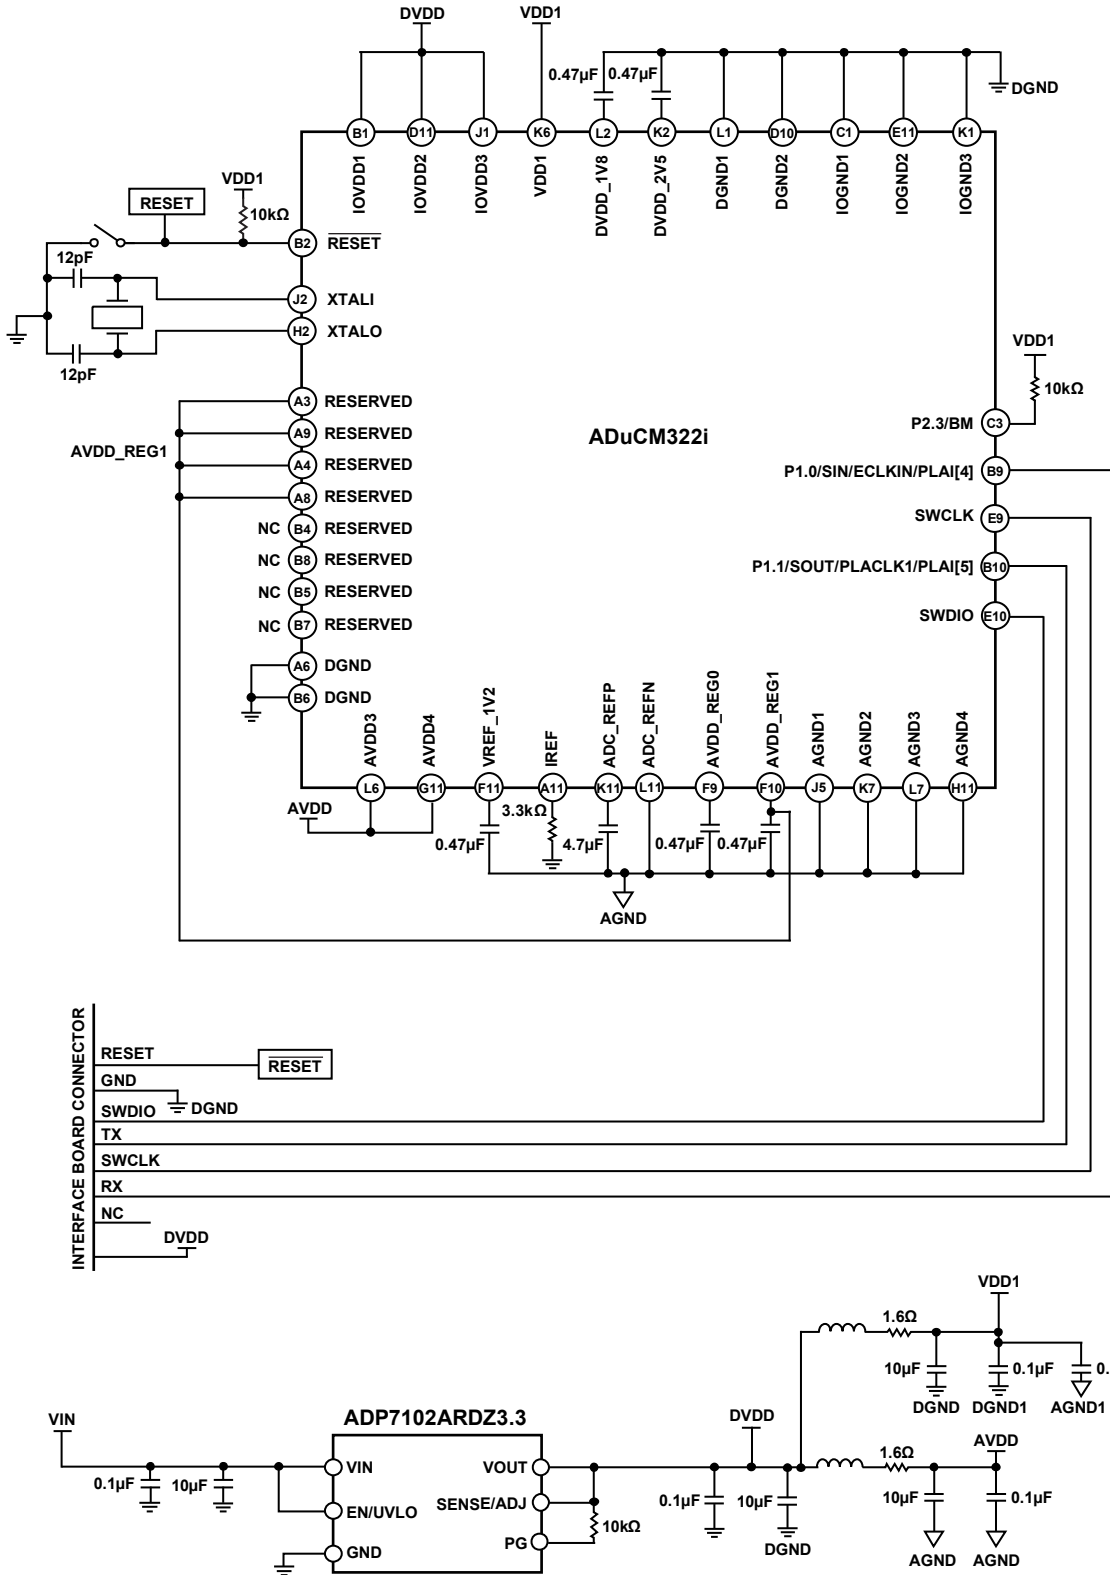 DVDD
VDD1
0.47µF
0.47µF
DGND
B1
D11
J1
K6
L2
K2
L1
D10
C1
E11
K1
IOVDD1
IOVDD2
IOVDD3
VDD1
DVDD_1V8
DVDD_2V5
DGND1
DGND2
IOGND1
IOGND2
IOGND3
VDD1
RESET
10kΩ
B2 RESET
12pF
J2 XTALI
H2 XTALO
12pF
VDD1
10kΩ
A3 RESERVED
A9 RESERVED
AVDD_REG1
A4 RESERVED
A8 RESERVED
NC B4 RESERVED
NC B8 RESERVED
NC B5 RESERVED
NC B7 RESERVED
A6 DGND
B6 DGND
ADuCM322i
P2.3/BM C3
P1.0/SIN/ECLKIN/PLAI[4] B9
SWCLK E9
P1.1/SOUT/PLACLK1/PLAI[5] B10
SWDIO E10
AVDD3
AVDD4
VREF_1V2
IREF
ADC_REFP
ADC_REFN
AVDD_REG0
AVDD_REG1
AGND1
AGND2
AGND3
AGND4
L6
G11
F11
A11
K11
L11
F9
F10
J5
K7
L7
H11
AVDD
0.47µF
3.3kΩ
4.7µF
0.47µF
0.47µF
AGND
INTERFACE BOARD CONNECTOR
RESET
RESET
GND
DGND
SWDIO
TX
SWCLK
RX
NC
DVDD
VDD1
1.6Ω
10µF
0.1µF
0.
DGND
DGND1
AGND1
ADP7102ARDZ3.3
VIN
0.1µF
10µF
VIN
EN/UVLO
GND
VOUT
SENSE/ADJ
PG
10kΩ
DVDD
0.1µF
10µF
DGND
1.6Ω
AVDD
10µF
0.1µF
AGND
AGND